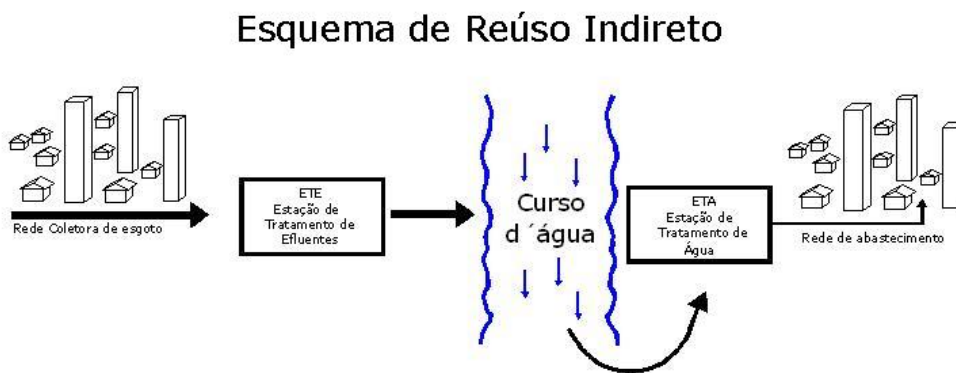 Esquema de Reúso Indireto
Rede Coletora de esgoto
ETE
Estação de
Tratamento de
Efluentes
Curso
d ´água
ETA
Estação de
Tratamento de
Água
Rede de abastecimento